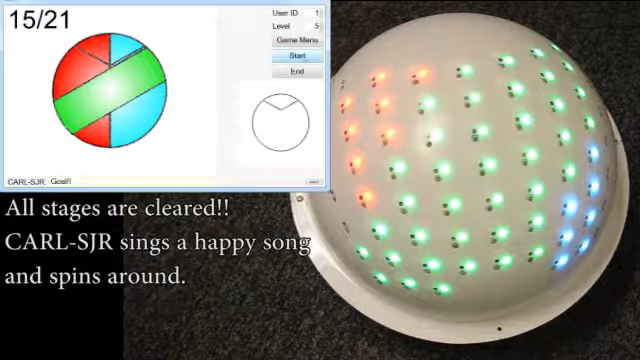 15/21
User ID 1
Level 5
Game Menu
Start
End
CARL-SJR: Goal!!
All stages are cleared!!
CARL-SJR sings a happy song
and spins around.